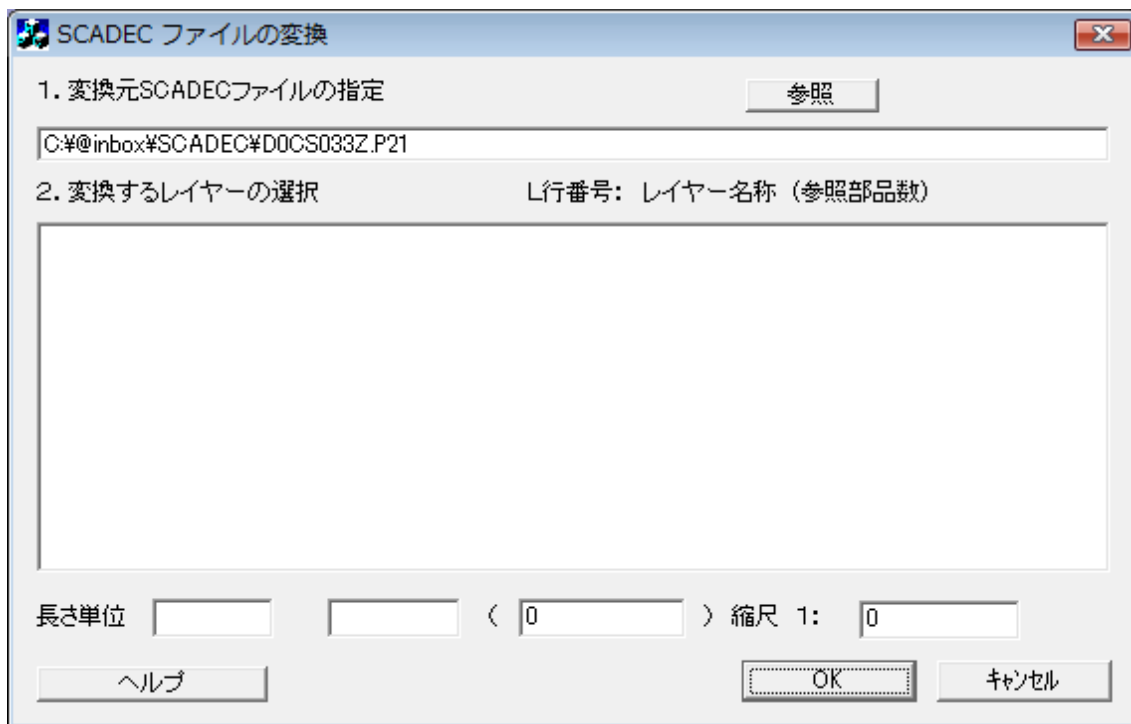 SCADEC ファイルの変換
1. 変換元SCADECファイルの指定 参照
C:¥@inbox¥SCADEC¥D0CS033Z.P21
2. 変換するレイヤーの選択 L行番号: レイヤー名称 (参照部品数)
長さ単位 ( 0 ) 縮尺 1: 0
ヘルプ OK キャンセル